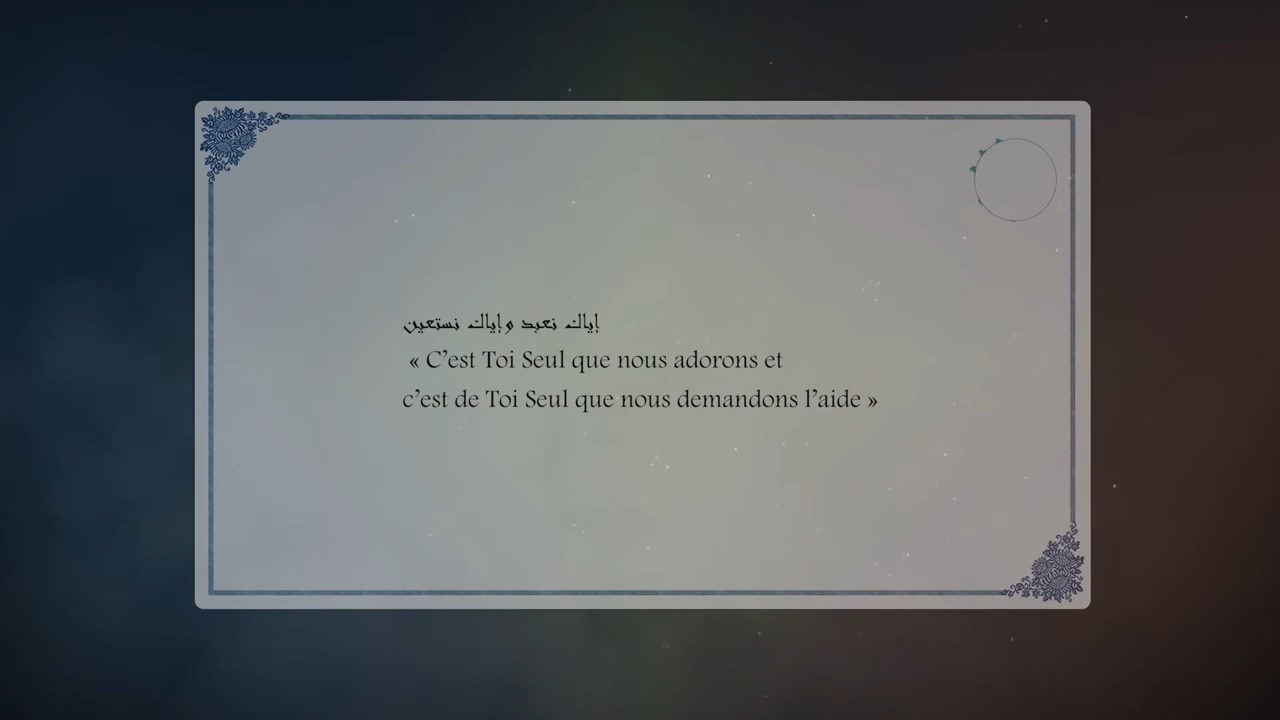 إياك نعبد وإياك نستعين
« C’est Toi Seul que nous adorons et
c’est de Toi Seul que nous demandons l’aide »